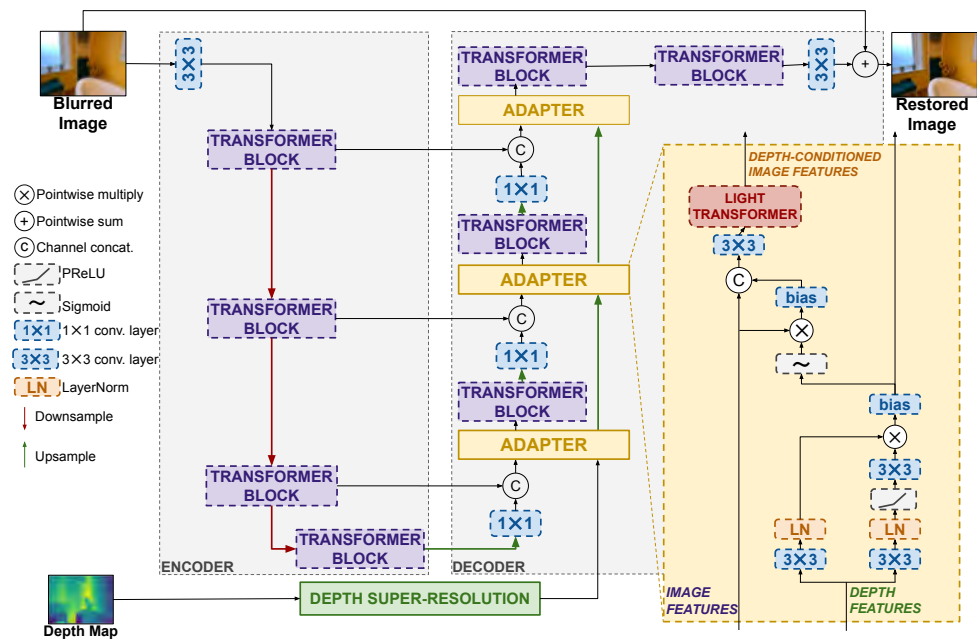 Blurred
Image
3×3
TRANSFORMER
BLOCK
TRANSFORMER
BLOCK
TRANSFORMER
BLOCK
TRANSFORMER
BLOCK
ENCODER
TRANSFORMER
BLOCK
TRANSFORMER
BLOCK
3×3
+
Restored
Image
ADAPTER
C
1×1
TRANSFORMER
BLOCK
ADAPTER
C
1×1
TRANSFORMER
BLOCK
ADAPTER
C
1×1
DECODER
× Pointwise multiply
+ Pointwise sum
C Channel concat.
PReLU
~ Sigmoid
1×1 1×1 conv. layer
3×3 3×3 conv. layer
LN LayerNorm
Downsample
Upsample
Depth Map
DEPTH SUPER-RESOLUTION
DEPTH-CONDITIONED
IMAGE FEATURES
LIGHT
TRANSFORMER
3×3
C
bias
×
~
bias
×
3×3
LN
LN
3×3
3×3
IMAGE
FEATURES
DEPTH
FEATURES